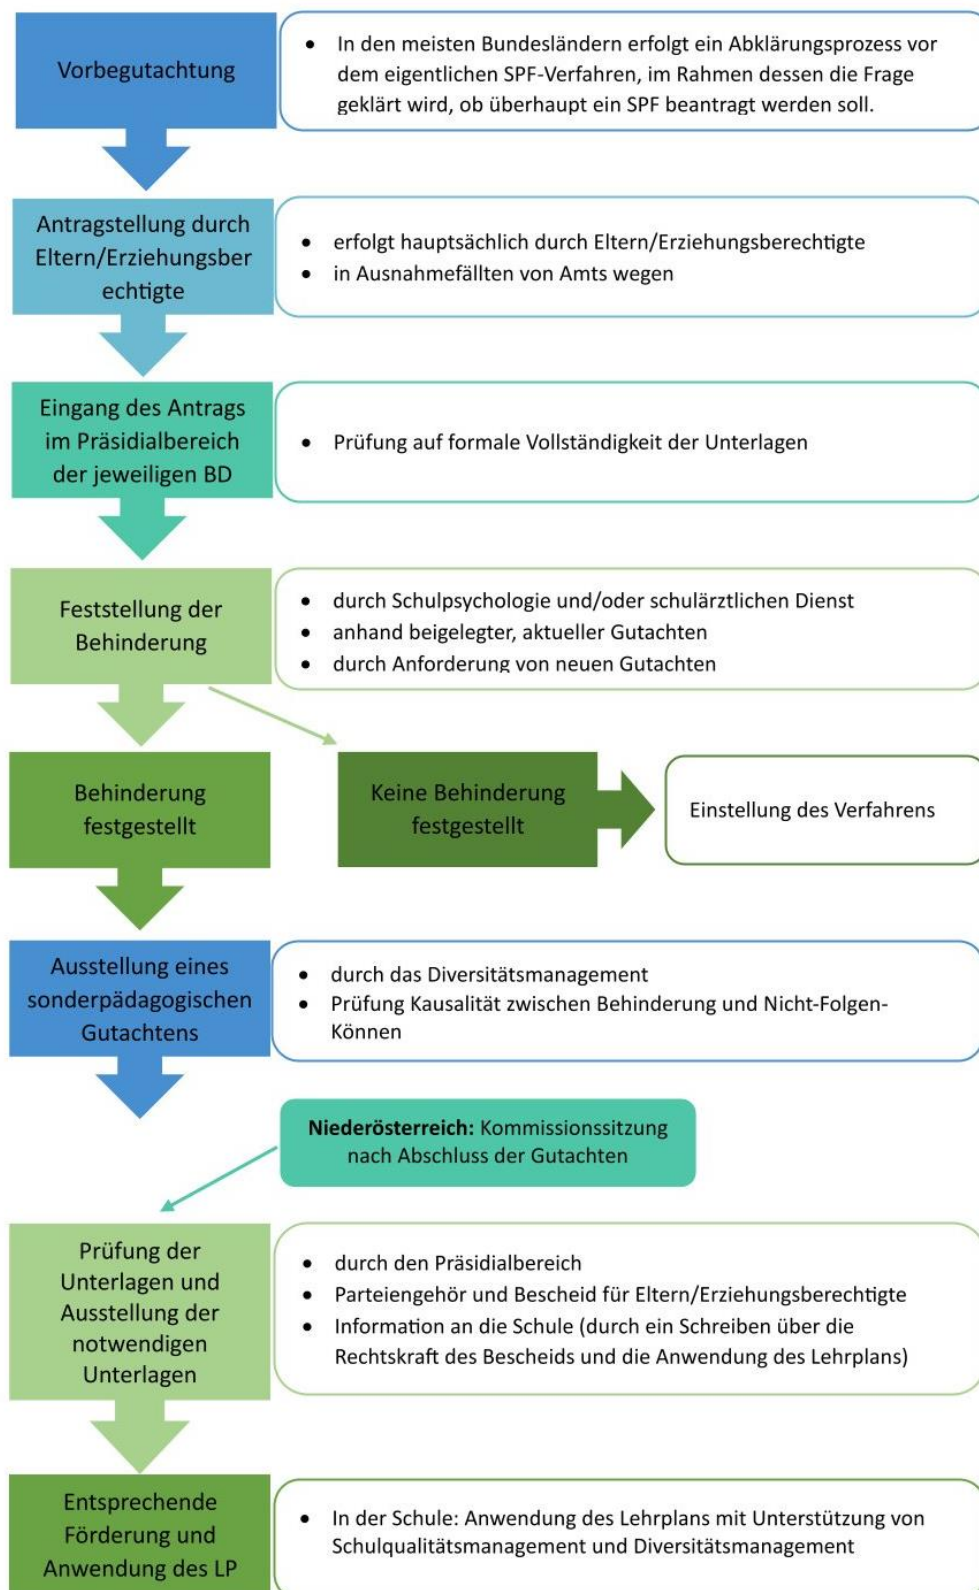 Vorbegutachtung
• In den meisten Bundesländern erfolgt ein Abklärungsprozess vor
dem eigentlichen SPF-Verfahren, im Rahmen dessen die Frage
geklärt wird, ob überhaupt ein SPF beantragt werden soll.
Antragstellung durch
Eltern/Erziehungsber
echtigte
• erfolgt hauptsächlich durch Eltern/Erziehungsberechtigte
• in Ausnahmefällten von Amts wegen
Eingang des Antrags
im Präsidialbereich
der jeweiligen BD
• Prüfung auf formale Vollständigkeit der Unterlagen
Feststellung der
Behinderung
• durch Schulpsychologie und/oder schulärztlichen Dienst
• anhand beigelegter, aktueller Gutachten
• durch Anforderung von neuen Gutachten
Behinderung
festgestellt
Keine Behinderung
festgestellt
Einstellung des Verfahrens
Ausstellung eines
sonderpädagogischen
Gutachtens
• durch das Diversitätsmanagement
• Prüfung Kausalität zwischen Behinderung und Nicht-Folgen-
Können
Niederösterreich: Kommissionssitzung
nach Abschluss der Gutachten
Prüfung der
Unterlagen und
Ausstellung der
notwendigen
Unterlagen
• durch den Präsidialbereich
• Parteiengehör und Bescheid für Eltern/Erziehungsberechtigte
• Information an die Schule (durch ein Schreiben über die
Rechtskraft des Bescheids und die Anwendung des Lehrplans)
Entsprechende
Förderung und
Anwendung des LP
• In der Schule: Anwendung des Lehrplans mit Unterstützung von
Schulqualitätsmanagement und Diversitätsmanagement